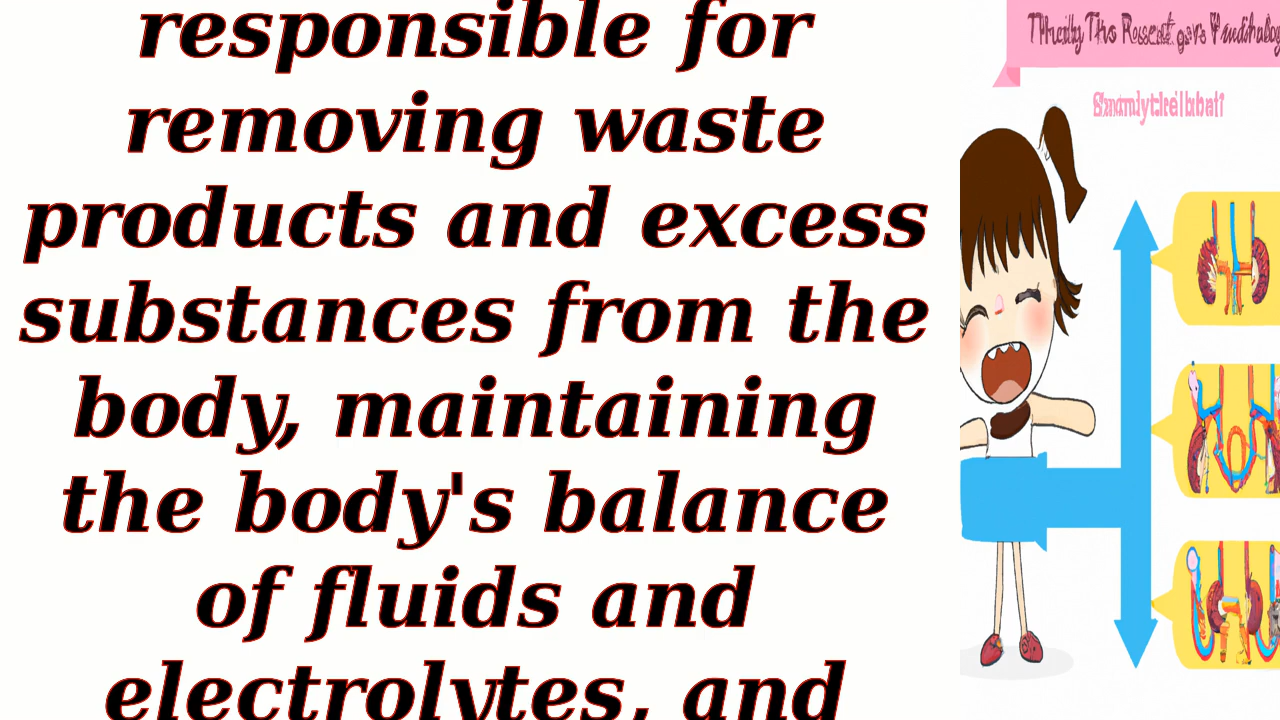 responsible for
removing waste
products and excess
substances from the
body, maintaining
the body's balance
of fluids and
electrolytes, and